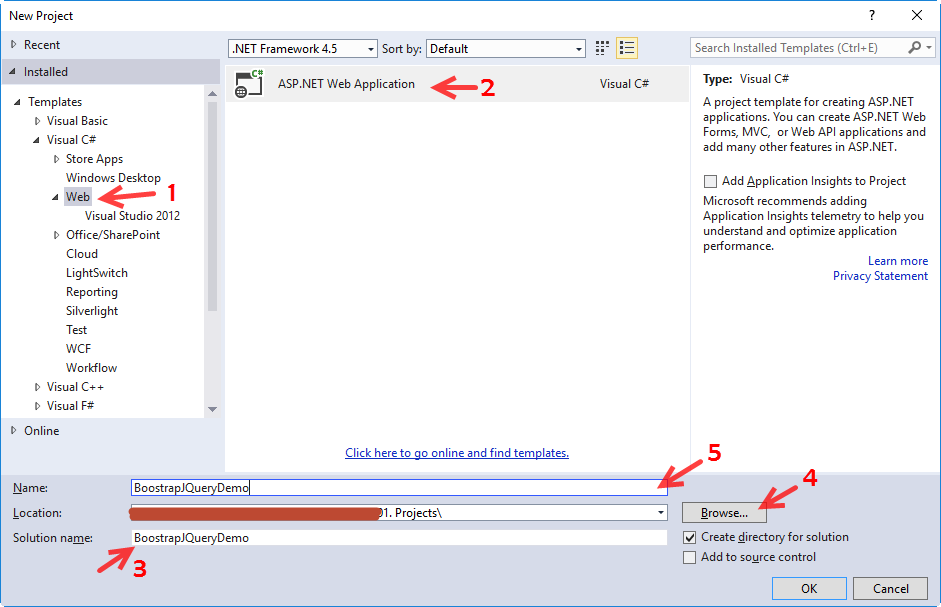 New Project
? 
Recent
.NET Framework 4.5
Sort by: Default
Search Installed Templates (Ctrl+E)
Installed
Templates
Visual Basic
Visual C#
Store Apps
Windows Desktop
Web
1
Visual Studio 2012
Office/SharePoint
Cloud
LightSwitch
Reporting
Silverlight
Test
WCF
Workflow
Visual C++
Visual F#
Online
C#
ASP.NET Web Application
2
Visual C#
Click here to go online and find templates.
Type: Visual C#
A project template for creating ASP.NET
applications. You can create ASP.NET Web
Forms, MVC, or Web API applications and
add many other features in ASP.NET.
Add Application Insights to Project
Microsoft recommends adding
Application Insights telemetry to help you
understand and optimize application
performance.
Learn more
Privacy Statement
5
Name: BoostrapJQueryDemo
4
Location: 01. Projects\
Browse...
Solution name: BoostrapJQueryDemo
3
Create directory for solution
Add to source control
OK
Cancel